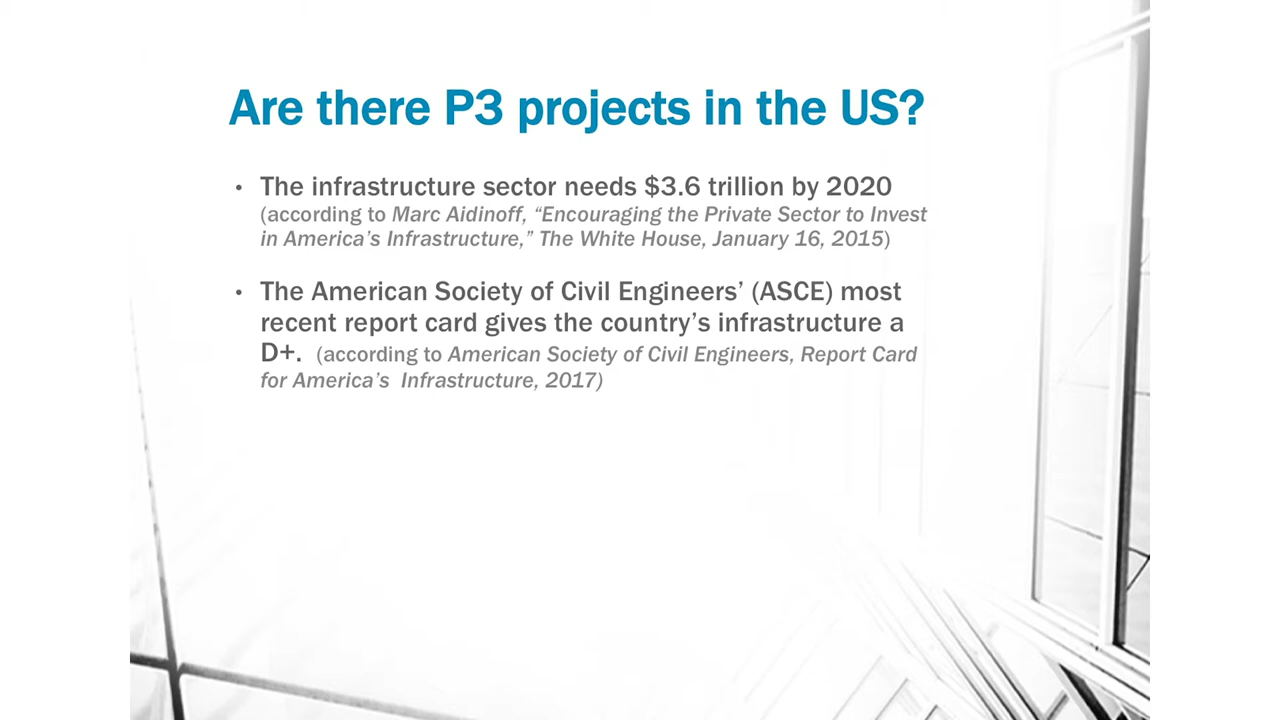 Are there P3 projects in the US?
• The infrastructure sector needs $3.6 trillion by 2020
(according to Marc Aidinoff, “Encouraging the Private Sector to Invest
in America’s Infrastructure,” The White House, January 16, 2015)
• The American Society of Civil Engineers’ (ASCE) most
recent report card gives the country’s infrastructure a
D+. (according to American Society of Civil Engineers, Report Card
for America’s Infrastructure, 2017)